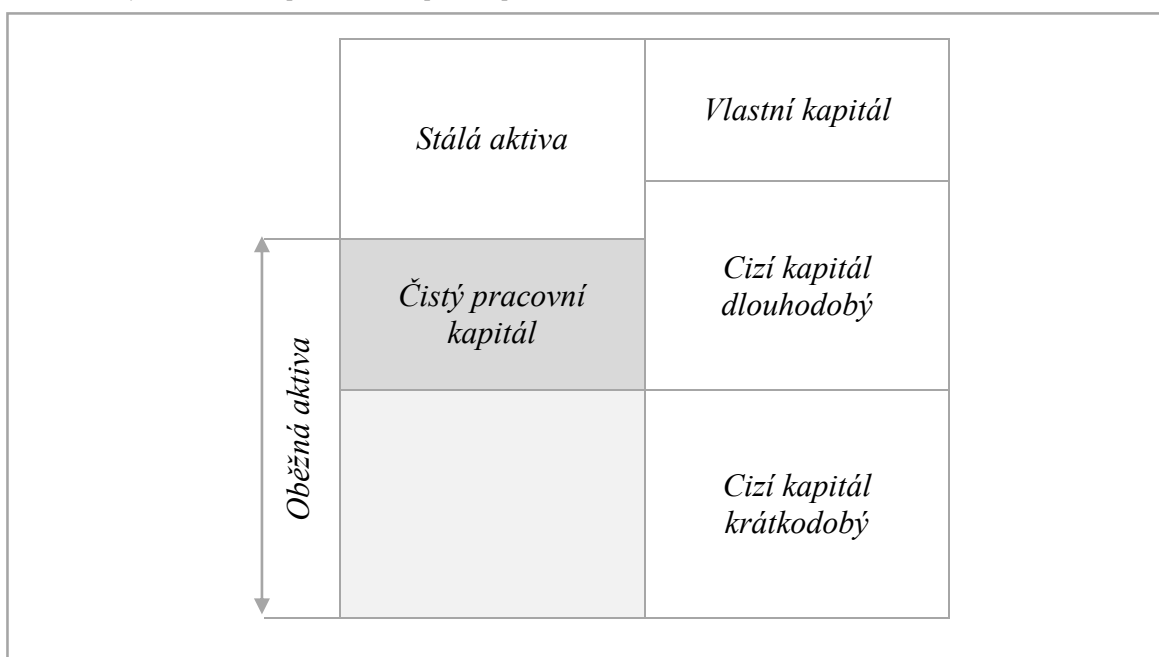 Stálá aktiva
Vlastní kapitál
Čistý pracovní
kapitál
Cizí kapitál
dlouhodobý
Oběžná aktiva
Cizí kapitál
krátkodobý